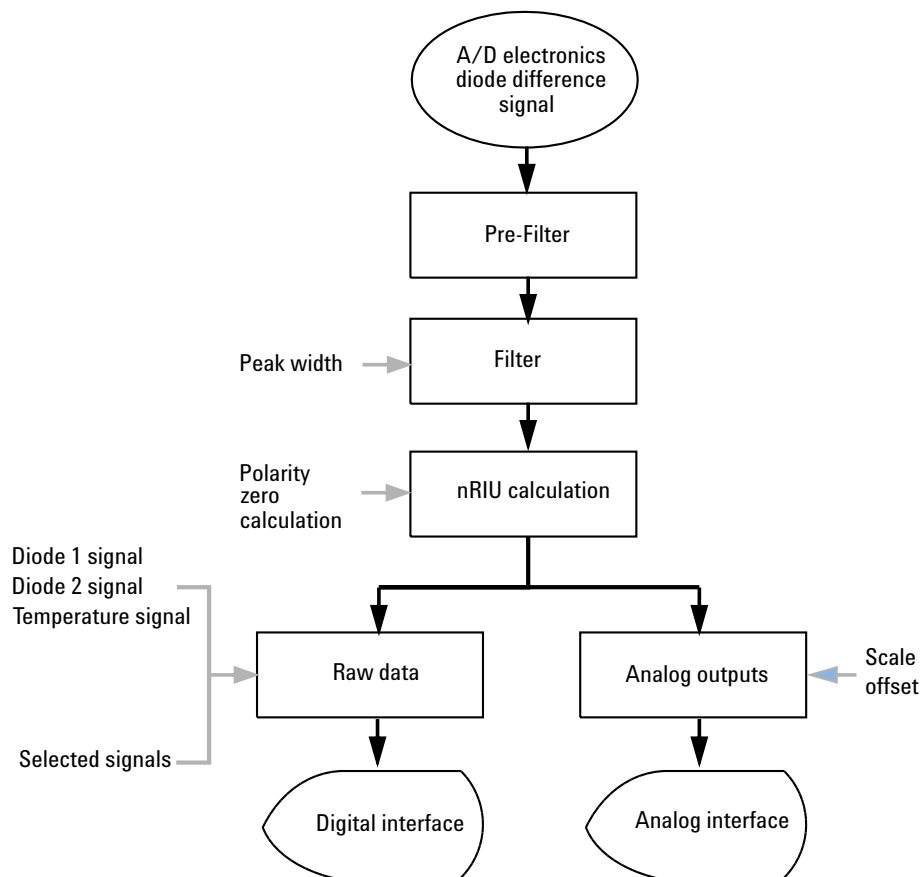 A/D electronics
diode difference
signal
Pre-Filter
Peak width
Filter
Polarity
zero
calculation
nRIU calculation
Diode 1 signal
Diode 2 signal
Temperature signal
Raw data
Analog outputs
Scale
offset
Selected signals
Digital interface
Analog interface